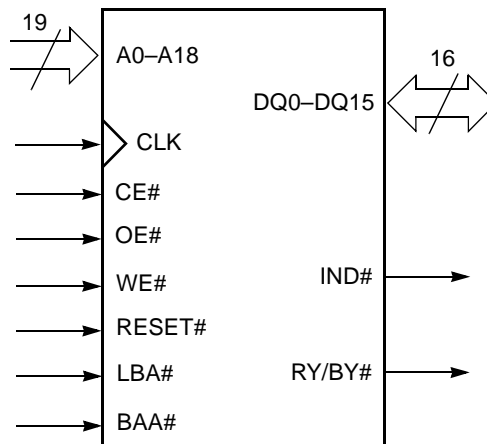 19
A0–A18
16
DQ0–DQ15
CLK
CE#
OE#
WE#
IND#
RESET#
LBA#
RY/BY#
BAA#